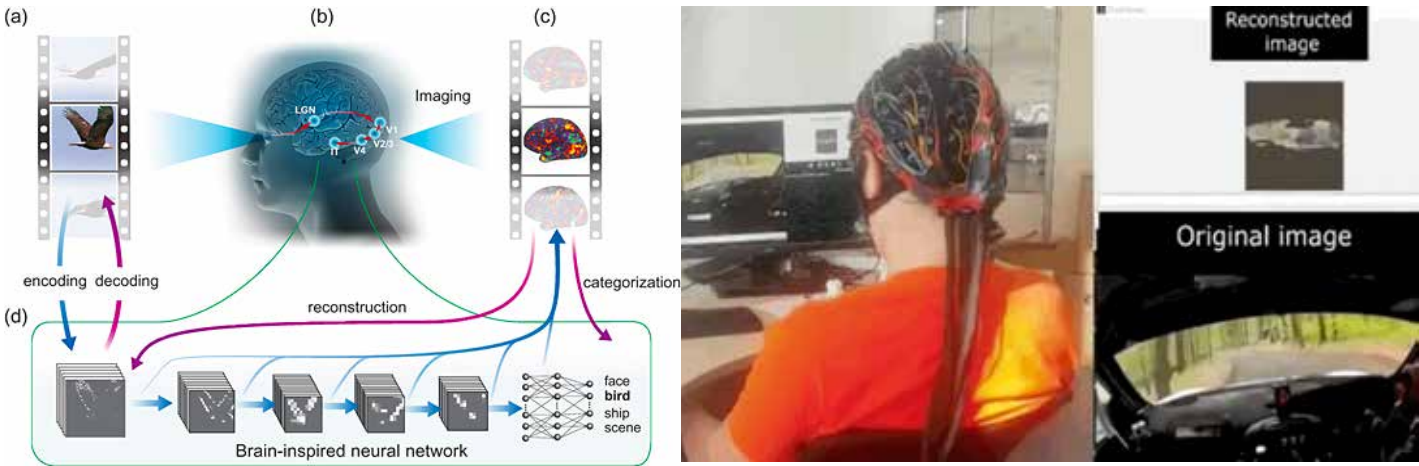 (a)
(b)
(c)
Imaging
LGN
V1
V2/3
V4
IT
encoding decoding
categorization
reconstruction
(d)
face
bird
ship
scene
Brain-inspired neural network
Reconstructed
image
Original image